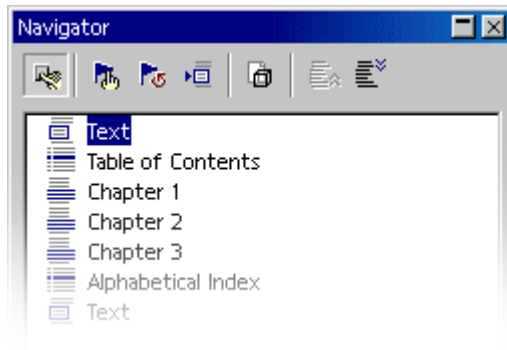 Navigator
Text
Table of Contents
Chapter 1
Chapter 2
Chapter 3
Alphabetical Index
Text